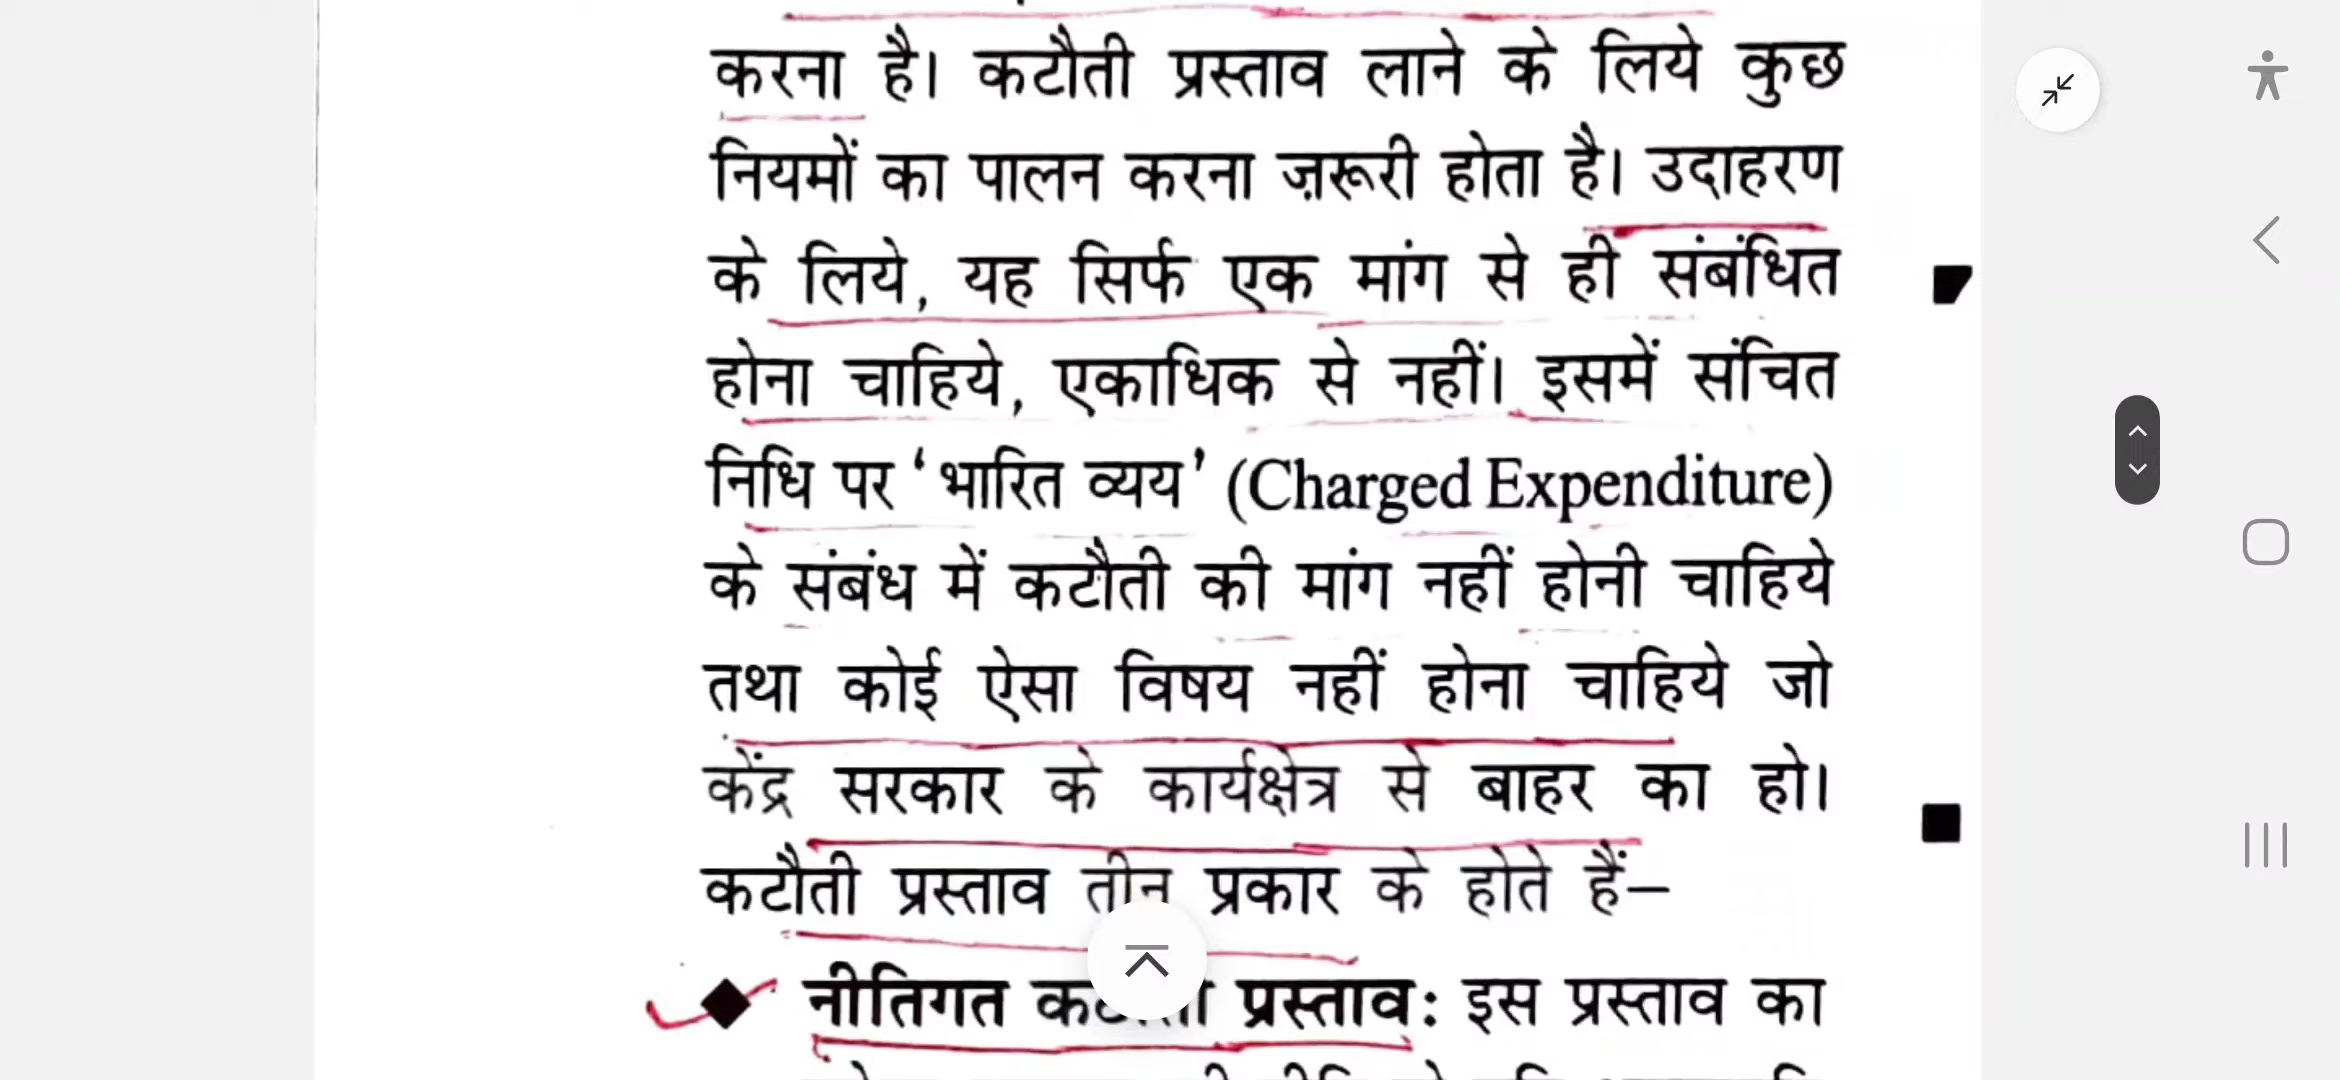 करना है। कटौती प्रस्ताव लाने के लिये कुछ
नियमों का पालन करना ज़रूरी होता है। उदाहरण
के लिये, यह सिर्फ एक मांग से ही संबंधित
होना चाहिये, एकाधिक से नहीं। इसमें संचित
निधि पर ‘भारित व्यय’ (Charged Expenditure)
के संबंध में कटौती की मांग नहीं होनी चाहिये
तथा कोई ऐसा विषय नहीं होना चाहिये जो
केंद्र सरकार के कार्यक्षेत्र से बाहर का हो।
कटौती प्रस्ताव तीन प्रकार के होते हैं–
नीतिगत कटौती प्रस्ताव: इस प्रस्ताव का